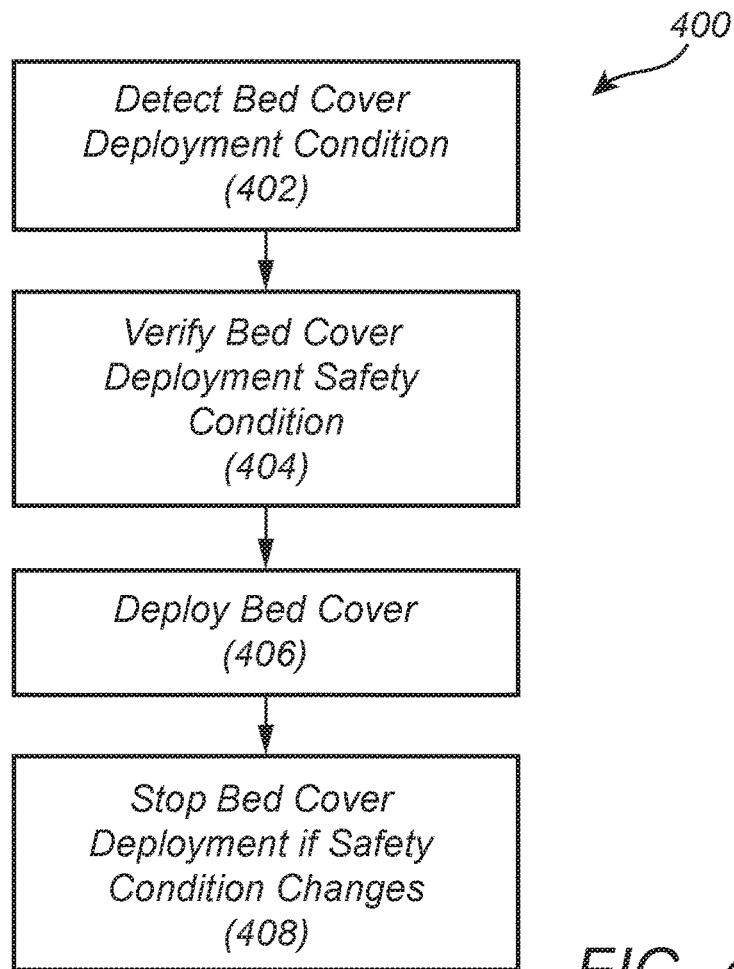 400
Detect Bed Cover
Deployment Condition
(402)
Verify Bed Cover
Deployment Safety
Condition
(404)
Deploy Bed Cover
(406)
Stop Bed Cover
Deployment if Safety
Condition Changes
(408)
FIG.